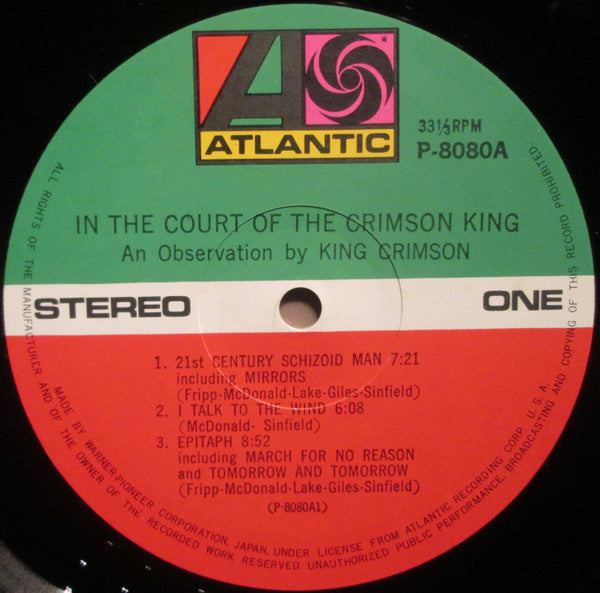 ATLANTIC
33⅓RPM
P-8080A
IN THE COURT OF THE CRIMSON KING
An Observation by KING CRIMSON
STEREO
ONE
1. 21st CENTURY SCHIZOID MAN 7:21
including MIRRORS
(Fripp-McDonald-Lake-Giles-Sinfield)
2. I TALK TO THE WIND 6:08
(McDonald- Sinfield)
3. EPITAPH 8:52
including MARCH FOR NO REASON
and TOMORROW AND TOMORROW
(Fripp-McDonald-Lake-Giles-Sinfield)
(P-8080A1)
MADE BY WARNER-PIONEER CORPORATION, JAPAN, UNDER LICENSE FROM ATLANTIC RECORDING CORP. U.S.A.
ALL RIGHTS OF THE MANUFACTURER AND OF THE OWNER OF THE RECORDED WORK RESERVED. UNAUTHORIZED PUBLIC PERFORMANCE, BROADCASTING AND COPYING OF THIS RECORD PROHIBITED.